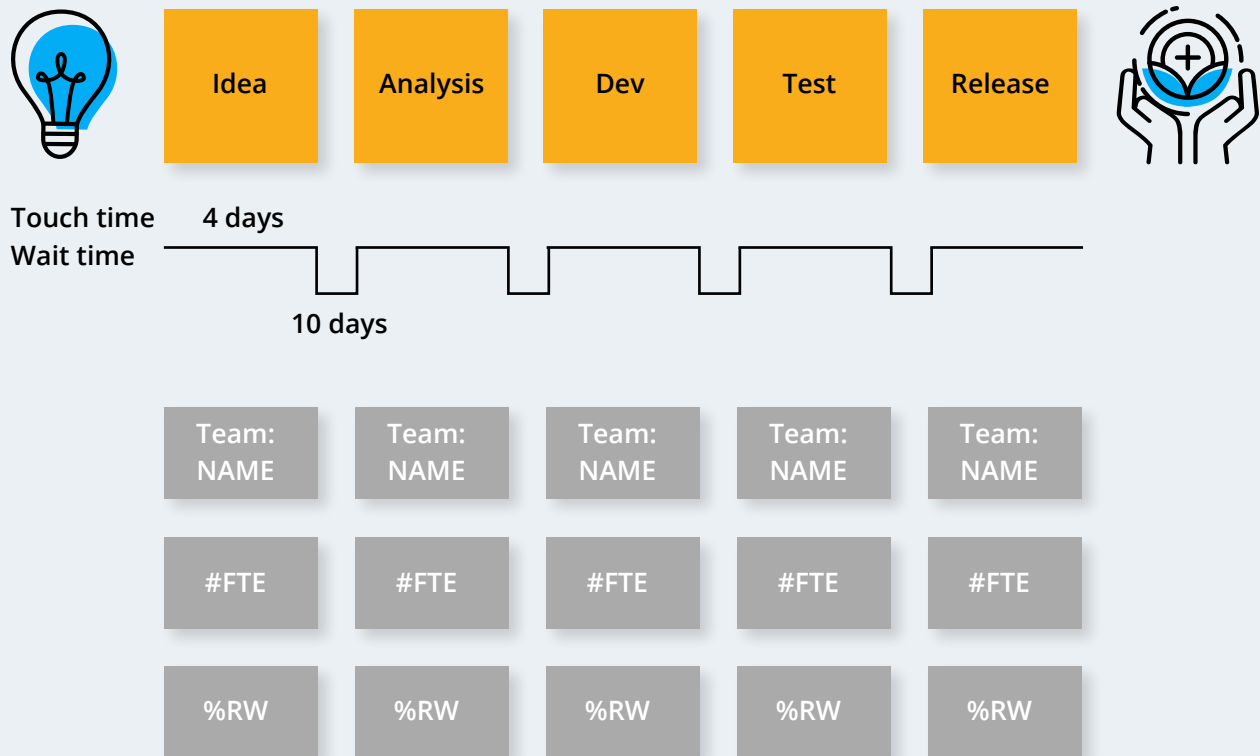 Idea Analysis Dev Test Release
Touch time 4 days
Wait time
10 days
Team: Team: Team: Team: Team:
NAME NAME NAME NAME NAME
#FTE #FTE #FTE #FTE #FTE
%RW %RW %RW %RW %RW